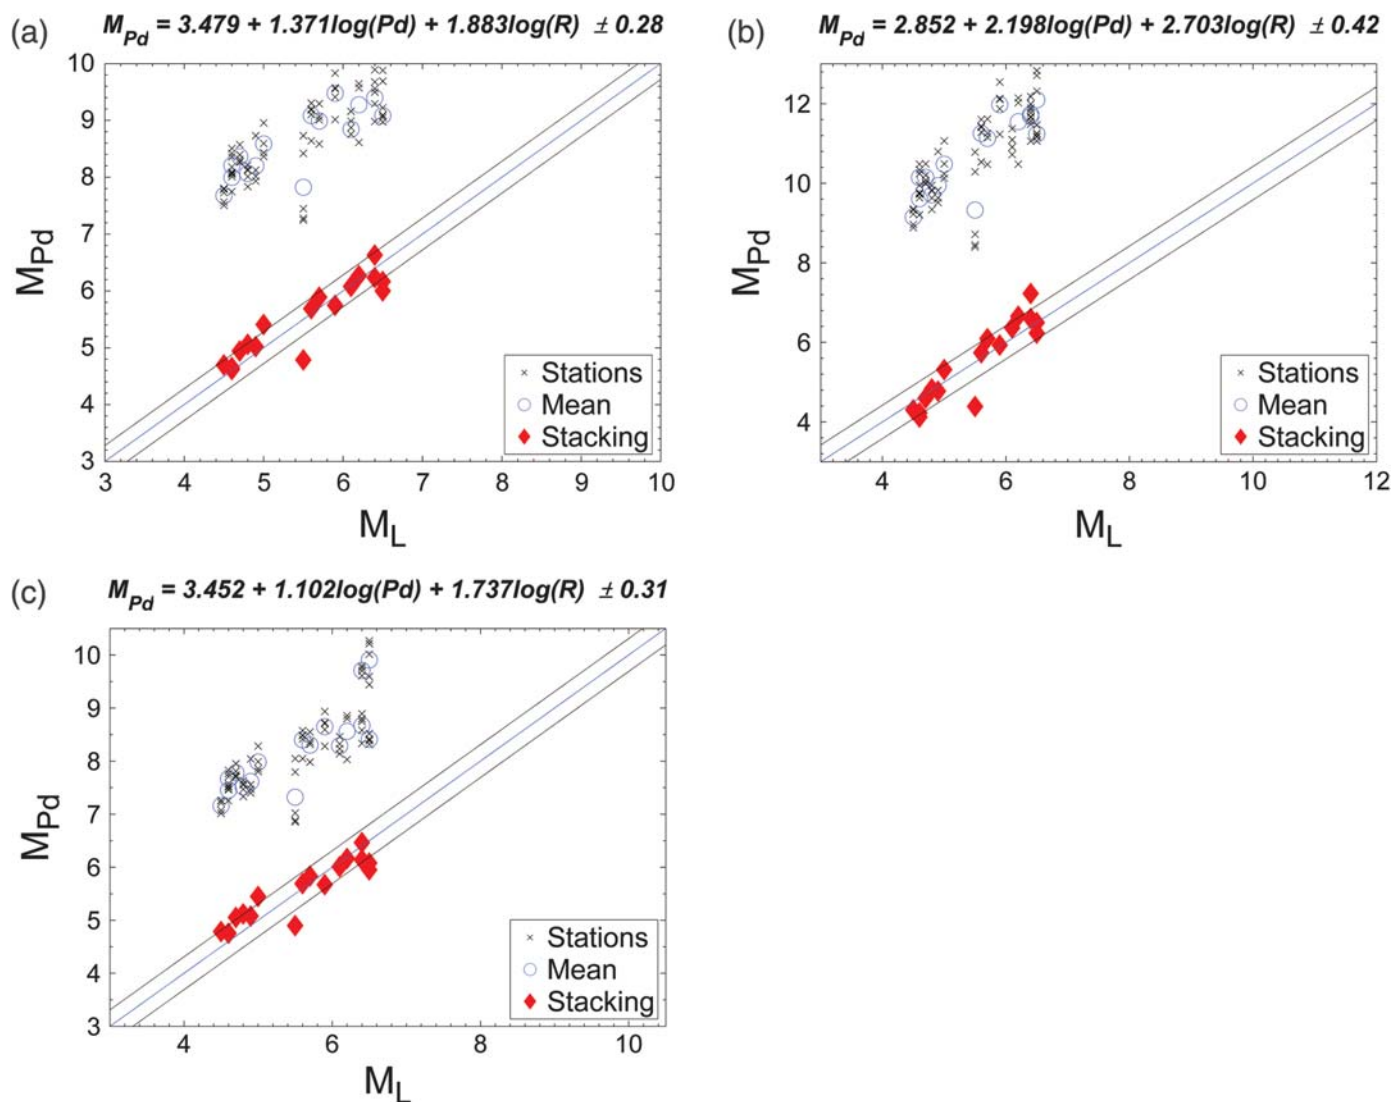 (a) M_Pd = 3.479 + 1.371log(Pd) + 1.883log(R) ± 0.28
10
9
8
7
6
5
4
3
M_Pd
3 4 5 6 7 8 9 10
M_L
Stations
Mean
Stacking
(b) M_Pd = 2.852 + 2.198log(Pd) + 2.703log(R) ± 0.42
12
10
8
6
4
M_Pd
4 6 8 10 12
M_L
Stations
Mean
Stacking
(c) M_Pd = 3.452 + 1.102log(Pd) + 1.737log(R) ± 0.31
10
9
8
7
6
5
4
3
M_Pd
4 6 8 10
M_L
Stations
Mean
Stacking